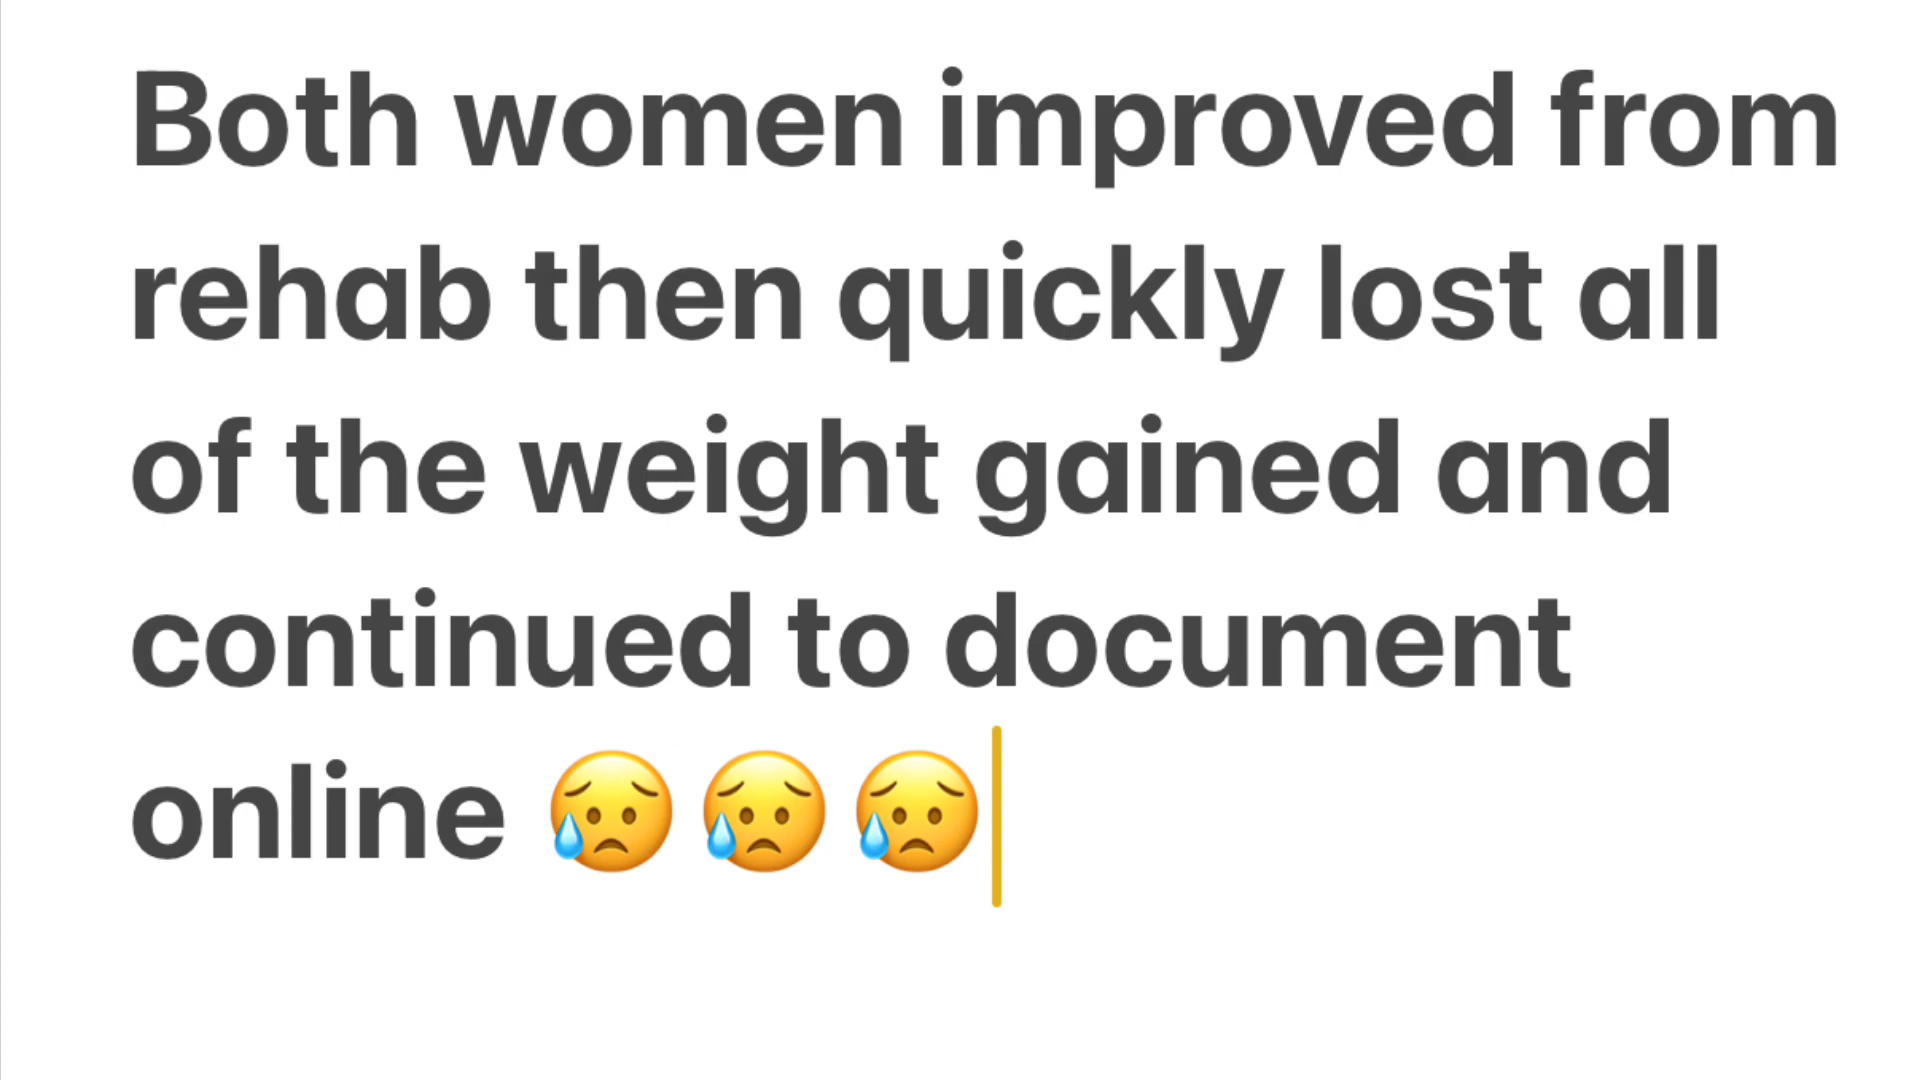 Both women improved from
rehab then quickly lost all
of the weight gained and
continued to document
online 😥 😥 😥